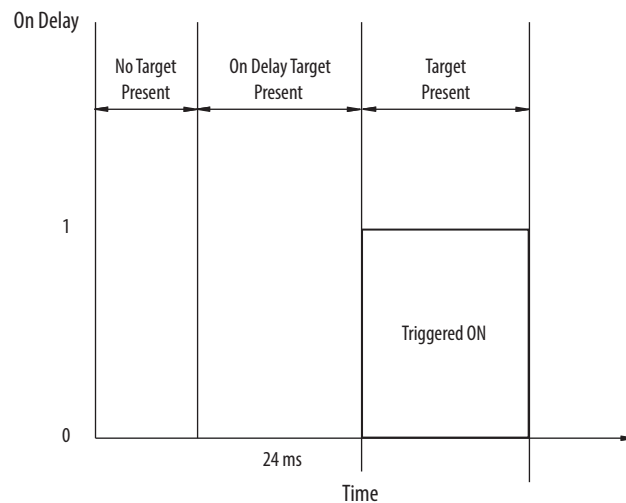 On Delay
No Target
Present
On Delay Target
Present
Target
Present
1
Triggered ON
0
24 ms
Time